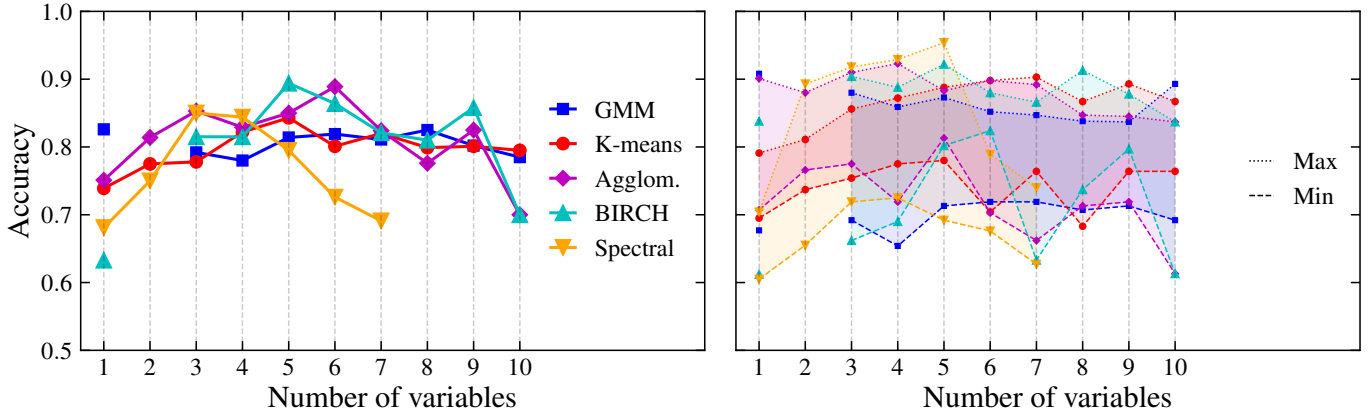 Accuracy
1.0
0.9
0.8
0.7
0.6
0.5
GMM
K-means
Agglom.
BIRCH
Spectral
1 2 3 4 5 6 7 8 9 10
Number of variables
Max
Min
1 2 3 4 5 6 7 8 9 10
Number of variables